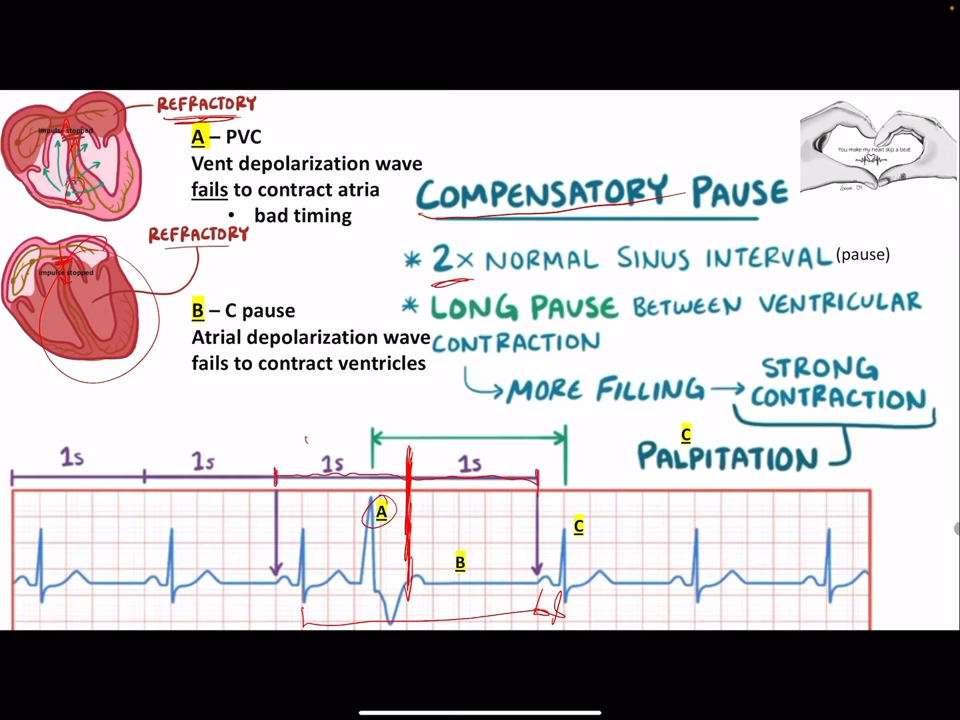 REFRACTORY
impulse stopped
A – PVC
Vent depolarization wave
fails to contract atria
• bad timing
REFRACTORY
impulse stopped
B – C pause
Atrial depolarization wave
fails to contract ventricles
You make my heart skip a beat
COMPENSATORY PAUSE
* 2x NORMAL SINUS INTERVAL (pause)
* LONG PAUSE BETWEEN VENTRICULAR
CONTRACTION
MORE FILLING → STRONG
CONTRACTION
C
PALPITATION
1s 1s 1s 1s
A
B
C